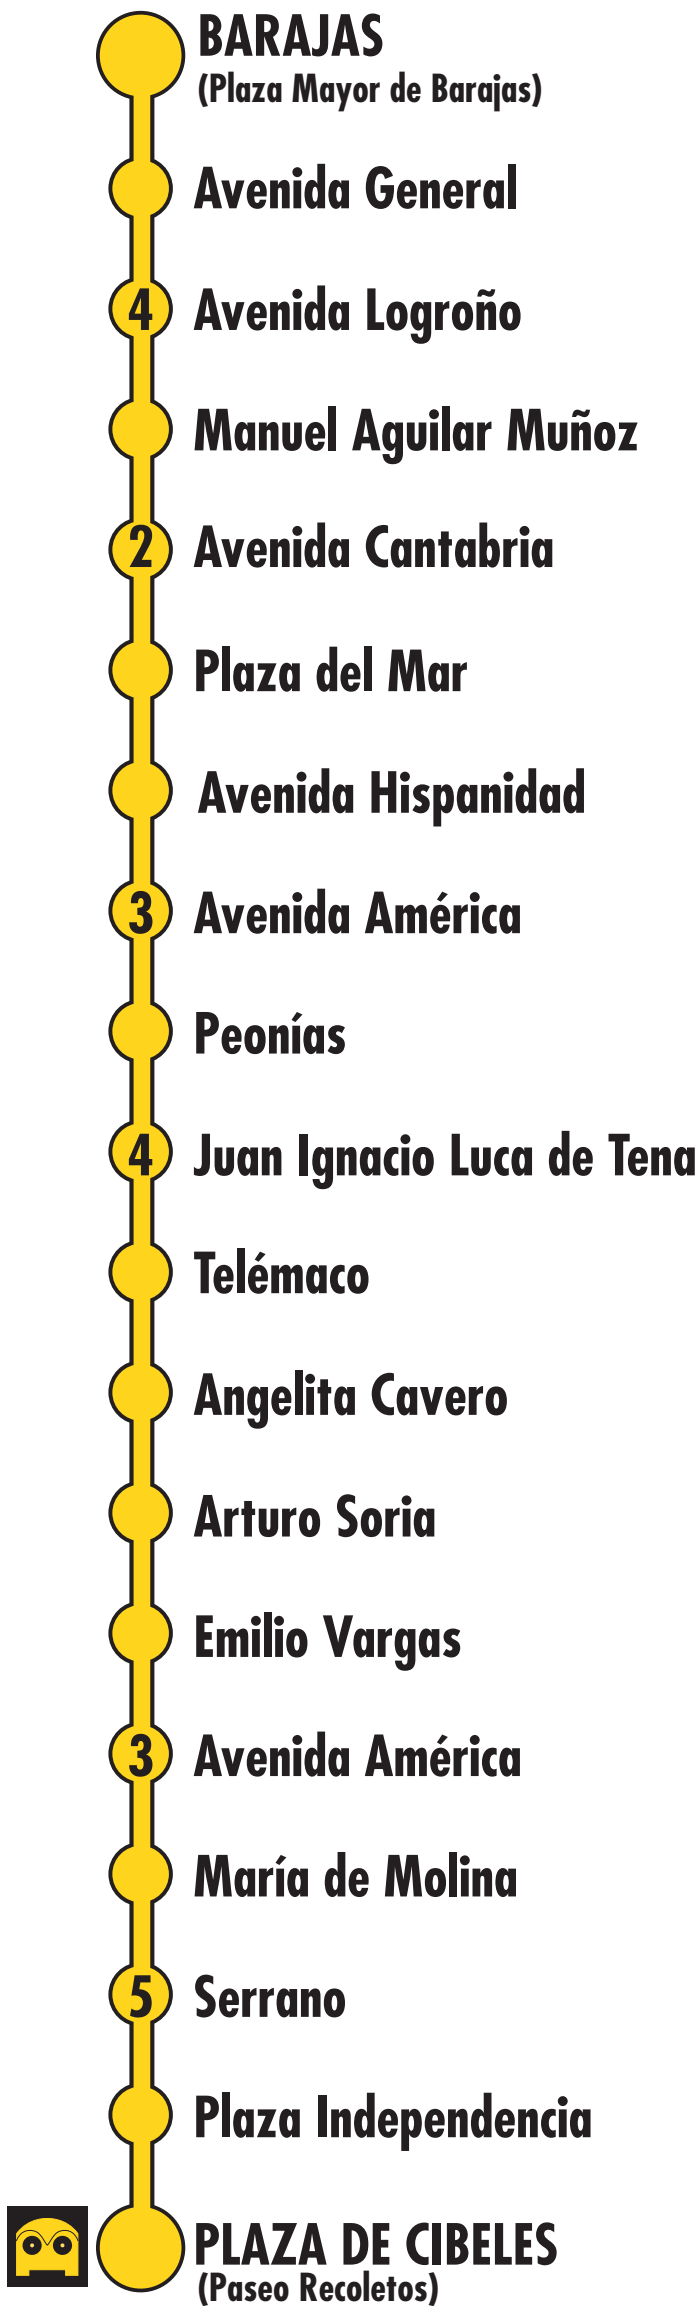 BARAJAS
(Plaza Mayor de Barajas)
Avenida General
4 Avenida Logroño
Manuel Aguilar Muñoz
2 Avenida Cantabria
Plaza del Mar
Avenida Hispanidad
3 Avenida América
Peonías
4 Juan Ignacio Luca de Tena
Telémaco
Angelita Cavero
Arturo Soria
Emilio Vargas
3 Avenida América
María de Molina
5 Serrano
Plaza Independencia
PLAZA DE CIBELES
(Paseo Recoletos)